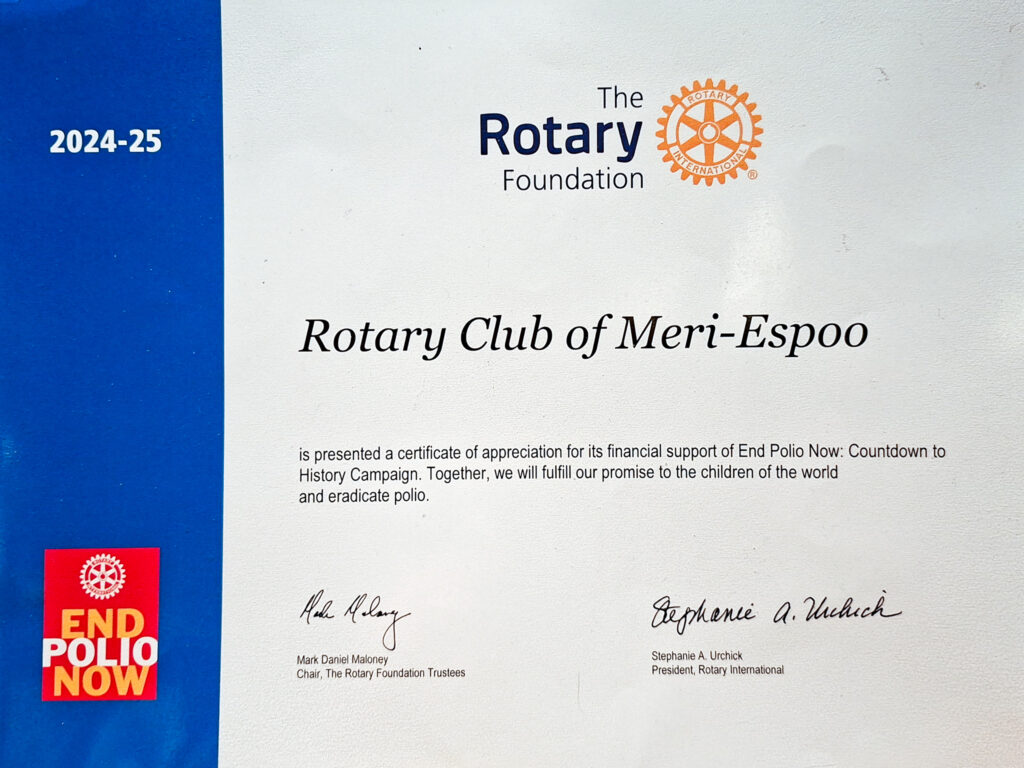 2024-25
The
Rotary
Foundation
ROTARY
INTERNATIONAL
®
Rotary Club of Meri-Espoo
is presented a certificate of appreciation for its financial support of End Polio Now: Countdown to
History Campaign. Together, we will fulfill our promise to the children of the world
and eradicate polio.
Stephanie A. Urchick
Mark Daniel Maloney
Chair, The Rotary Foundation Trustees
Stephanie A. Urchick
President, Rotary International
END
POLIO
NOW